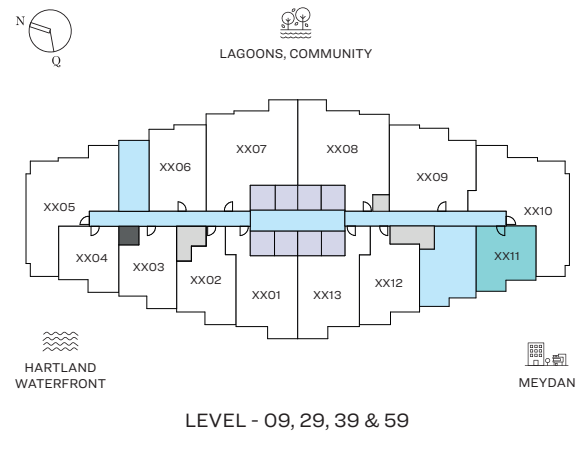 N
Q
LAGOONS, COMMUNITY
XX07
XX08
XX06
XX09
XX05
XX10
XX04
XX03
XX11
XX02
XX12
XX01
XX13
HARTLAND
WATERFRONT
MEYDAN
LEVEL - 09, 29, 39 & 59